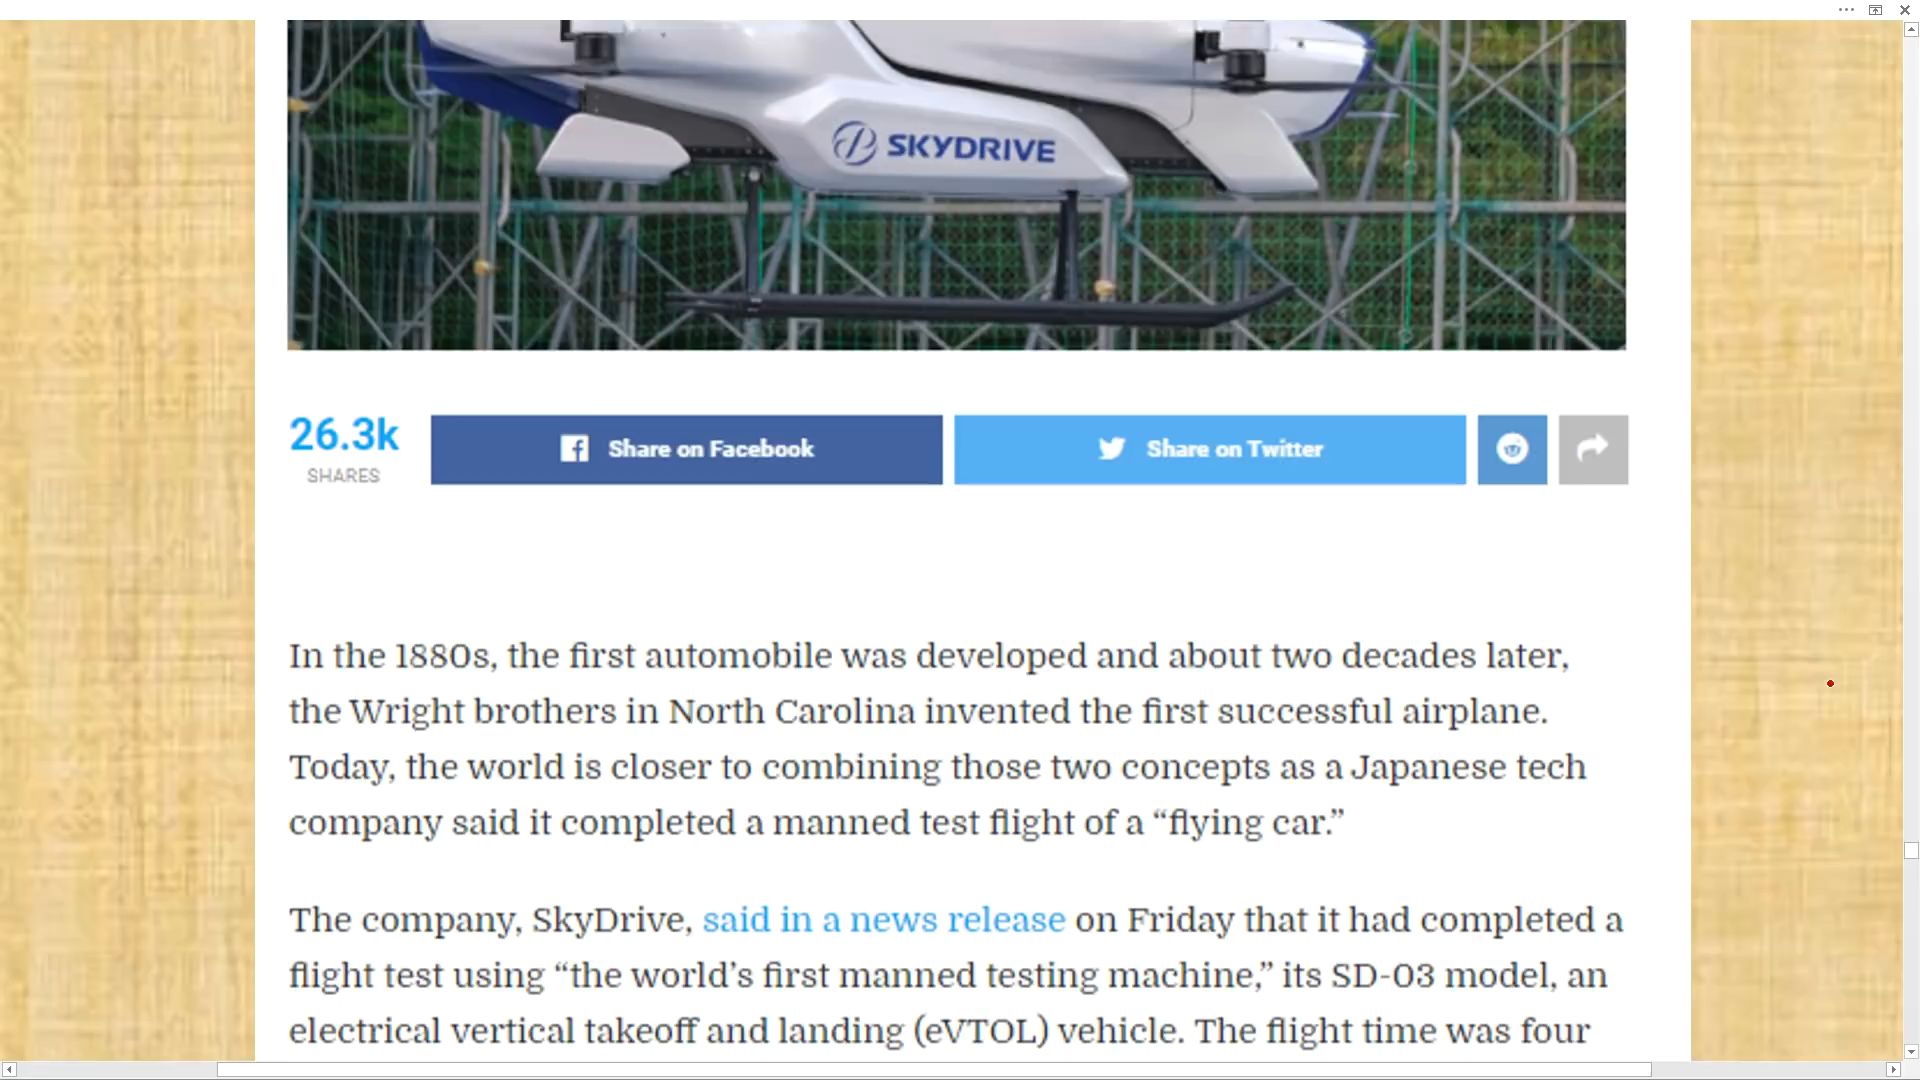 SKYDRIVE
26.3k
SHARES
Share on Facebook
Share on Twitter
In the 1880s, the first automobile was developed and about two decades later,
the Wright brothers in North Carolina invented the first successful airplane.
Today, the world is closer to combining those two concepts as a Japanese tech
company said it completed a manned test flight of a “flying car.”
The company, SkyDrive, said in a news release on Friday that it had completed a
flight test using “the world’s first manned testing machine,” its SD-03 model, an
electrical vertical takeoff and landing (eVTOL) vehicle. The flight time was four